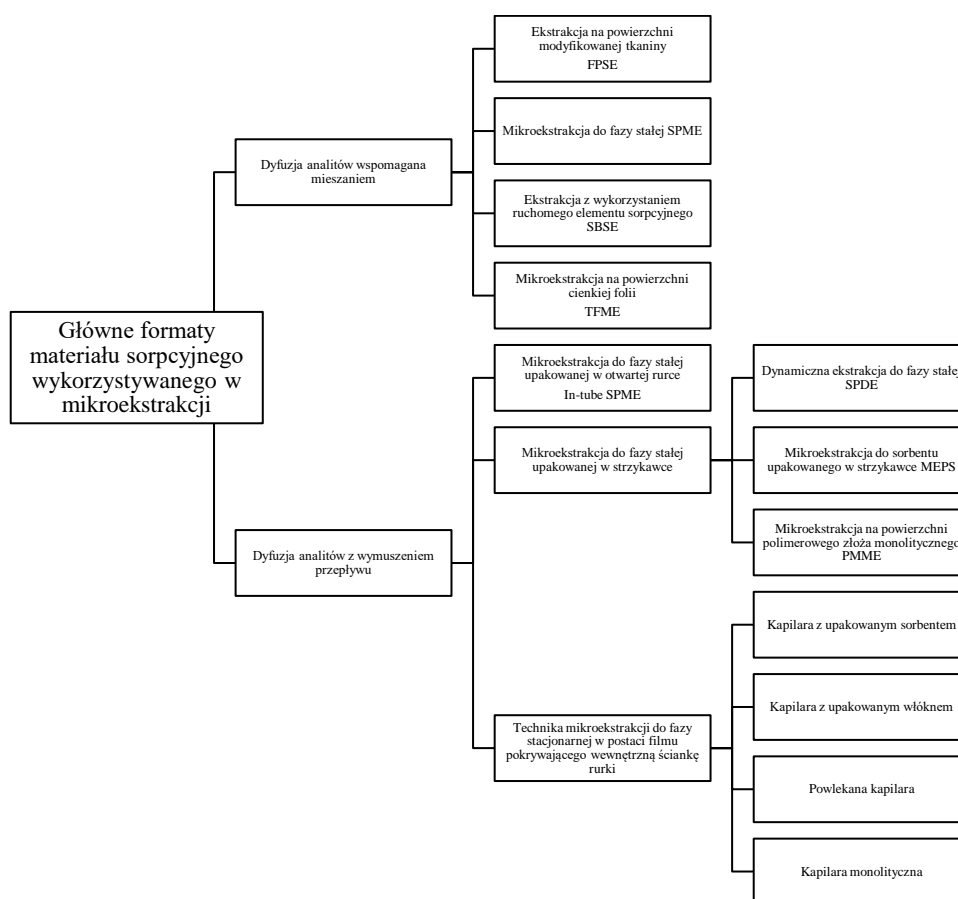 Główne formaty
materiału sorpcyjnego
wykorzystywanego w
mikroekstrakcji
Dyfuzja analitów wspomagana
mieszaniem
Ekstrakcja na powierzchni
modyfikowanej tkaniny
FPSE
Mikroekstrakcja do fazy stałej SPME
Ekstrakcja z wykorzystaniem
ruchomego elementu sorpcyjnego
SBSE
Mikroekstrakcja na powierzchni
cienkiej folii
TFME
Dyfuzja analitów z wymuszeniem
przepływu
Mikroekstrakcja do fazy stałej
upakowanej w otwartej rurce
In-tube SPME
Mikroekstrakcja do fazy stałej
upakowanej w strzykawce
Dynamiczna ekstrakcja do fazy stałej
SPDE
Mikroekstrakcja do sorbentu
upakowanego w strzykawce MEPS
Mikroekstrakcja na powierzchni
polimerowego złoża monolitycznego
PMME
Technika mikroekstrakcji do fazy
stacjonarnej w postaci filmu
pokrywającego wewnętrzną ściankę
rurki
Kapilara z upakowanym sorbentem
Kapilara z upakowanym włóknem
Powlekana kapilara
Kapilara monolityczna